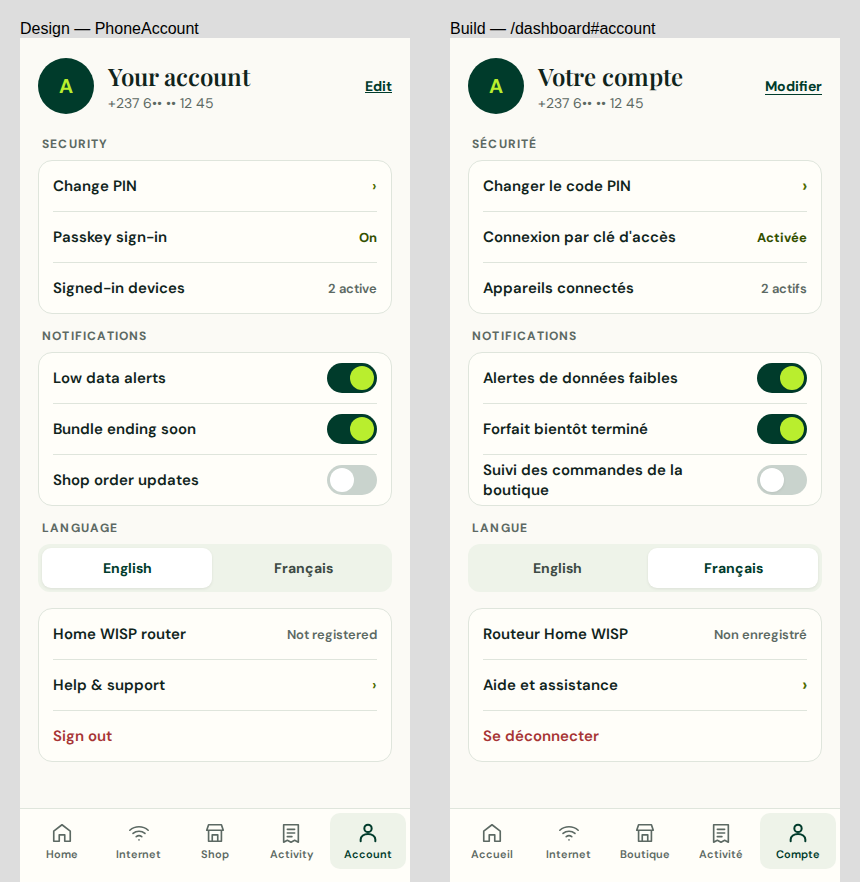 Design — PhoneAccount
A
Your account
+237 6•• •• 12 45
Edit
SECURITY
Change PIN ›
Passkey sign-in On
Signed-in devices 2 active
NOTIFICATIONS
Low data alerts
Bundle ending soon
Shop order updates
LANGUAGE
English Français
Home WISP router Not registered
Help & support ›
Sign out
Home Internet Shop Activity Account
Build — /dashboard#account
A
Votre compte
+237 6•• •• 12 45
Modifier
SÉCURITÉ
Changer le code PIN ›
Connexion par clé d'accès Activée
Appareils connectés 2 actifs
NOTIFICATIONS
Alertes de données faibles
Forfait bientôt terminé
Suivi des commandes de la
boutique
LANGUE
English Français
Routeur Home WISP Non enregistré
Aide et assistance ›
Se déconnecter
Accueil Internet Boutique Activité Compte